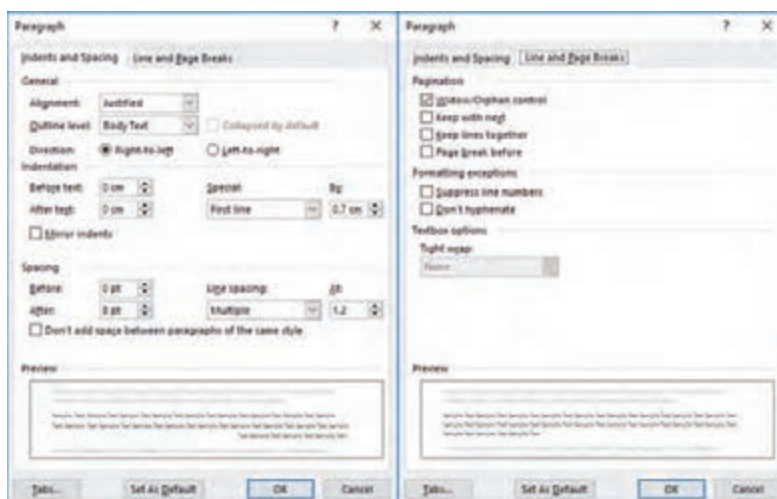 Paragraph ? ×
Indents and Spacing Line and Page Breaks
General
Alignment: Justified
Outline level: Body Text Collapsed by default
Direction: Right-to-left Left-to-right
Indentation
Before text: 0 cm Special: By:
After text: 0 cm First line 0.7 cm
Mirror indents
Spacing
Before: 0 pt Line spacing: At:
After: 8 pt Multiple 1.2
Don't add space between paragraphs of the same style
Preview
Tabs... Set As Default OK Cancel
Paragraph ? ×
Indents and Spacing Line and Page Breaks
Pagination
Widow/Orphan control
Keep with next
Keep lines together
Page break before
Formatting exceptions
Suppress line numbers
Don't hyphenate
Textbox options
Tight wrap:
None
Preview
Tabs... Set As Default OK Cancel